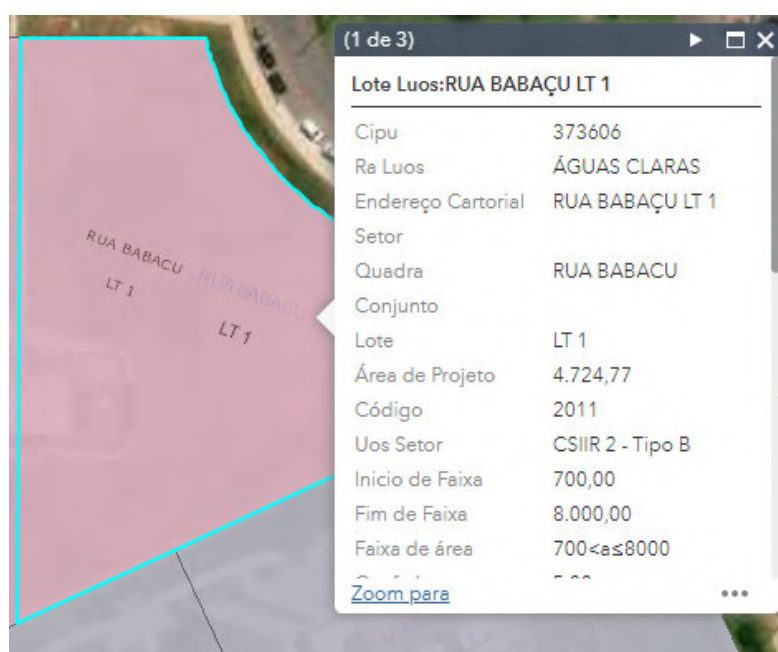 (1 de 3)
Lote Luos:RUA BABAÇU LT 1
Cipu 373606
Ra Luos ÁGUAS CLARAS
Endereço Cartorial RUA BABAÇU LT 1
Setor
Quadra RUA BABACU
Conjunto
Lote LT 1
Área de Projeto 4.724,77
Código 2011
Uos Setor CSIIR 2 - Tipo B
Inicio de Faixa 700,00
Fim de Faixa 8.000,00
Faixa de área 700<a≤8000
Zoom para
RUA BABACU
LT 1
RUA BABACU
LT 1